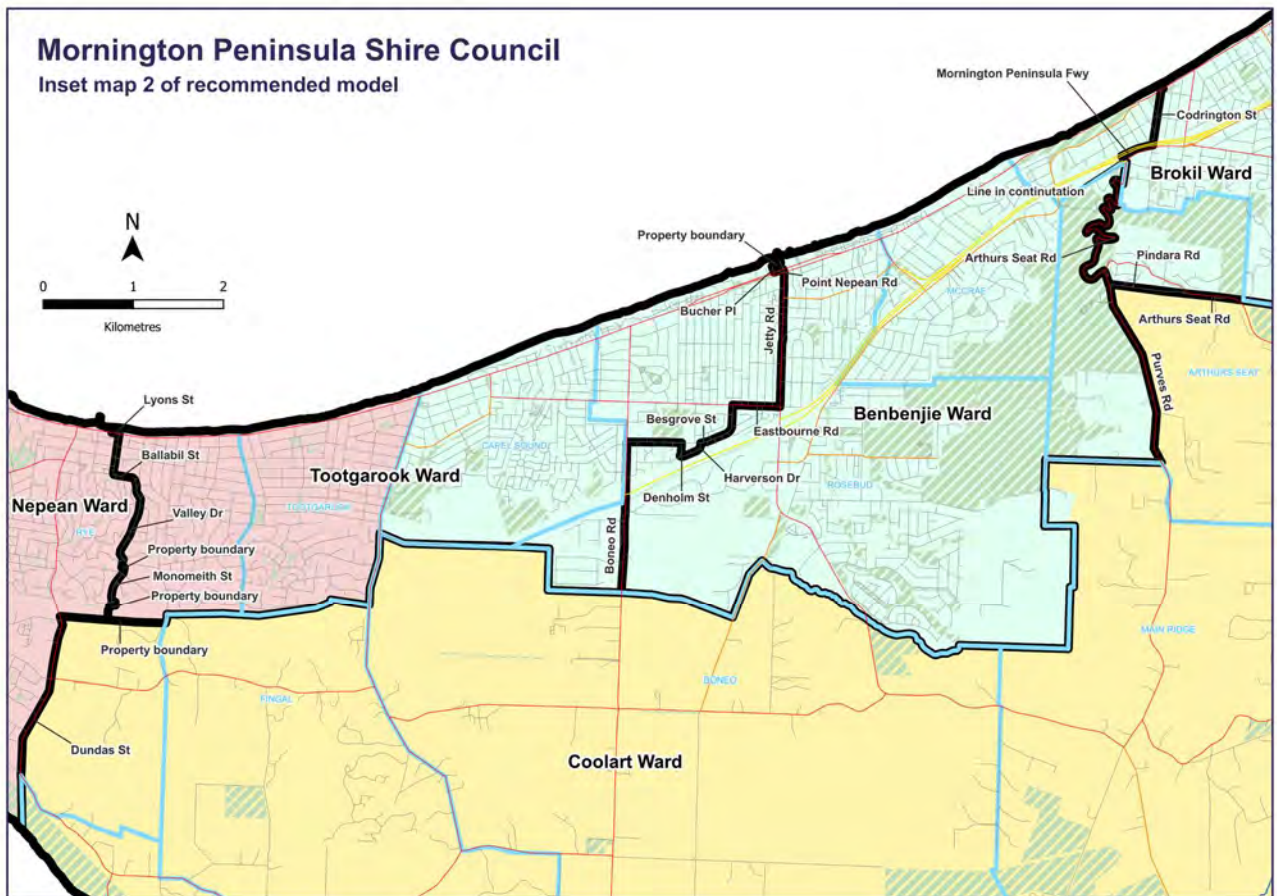 Mornington Peninsula Shire Council
Inset map 2 of recommended model
Mornington Peninsula Fwy
Codrington St
Brokil Ward
Line in continutation
N
Property boundary
Arthurs Seat Rd
Pindara Rd
0 1 2
Kilometres
Point Nepean Rd
Bucher Pl
MCCRAE
Arthurs Seat Rd
Jetty Rd
Purves Rd
ARTHURS SEAT
Lyons St
Besgrove St
Benbenjie Ward
Eastbourne Rd
Ballabil St
CAPEL SOUND
Tootgarook Ward
Harverson Dr
ROSEBUD
Denholm St
Nepean Ward
TOOTGAROOK
Valley Dr
RYE
Property boundary
Boneo Rd
Monomeith St
Property boundary
MAIN RIDGE
Property boundary
BONEO
FINGAL
Dundas St
Coolart Ward